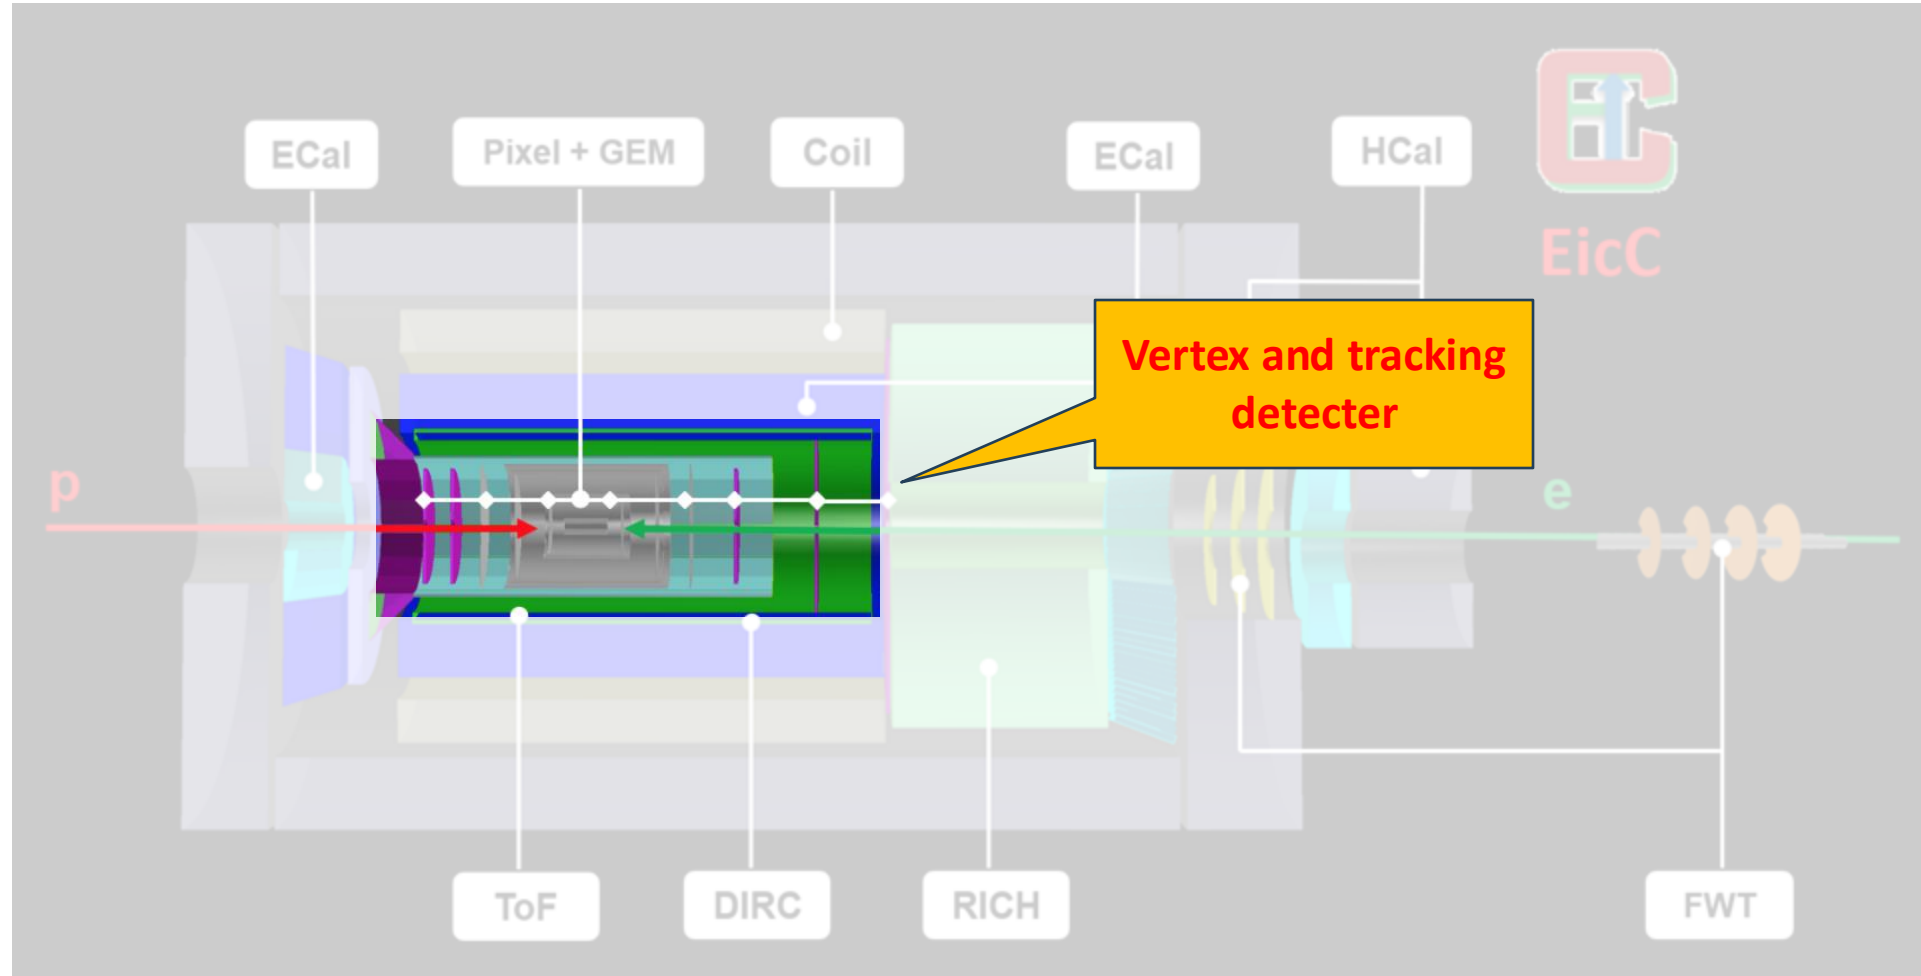 ECal
Pixel + GEM
Coil
ECal
HCal
EicC
Vertex and tracking
detecter
p
e
ToF
DIRC
RICH
FWT